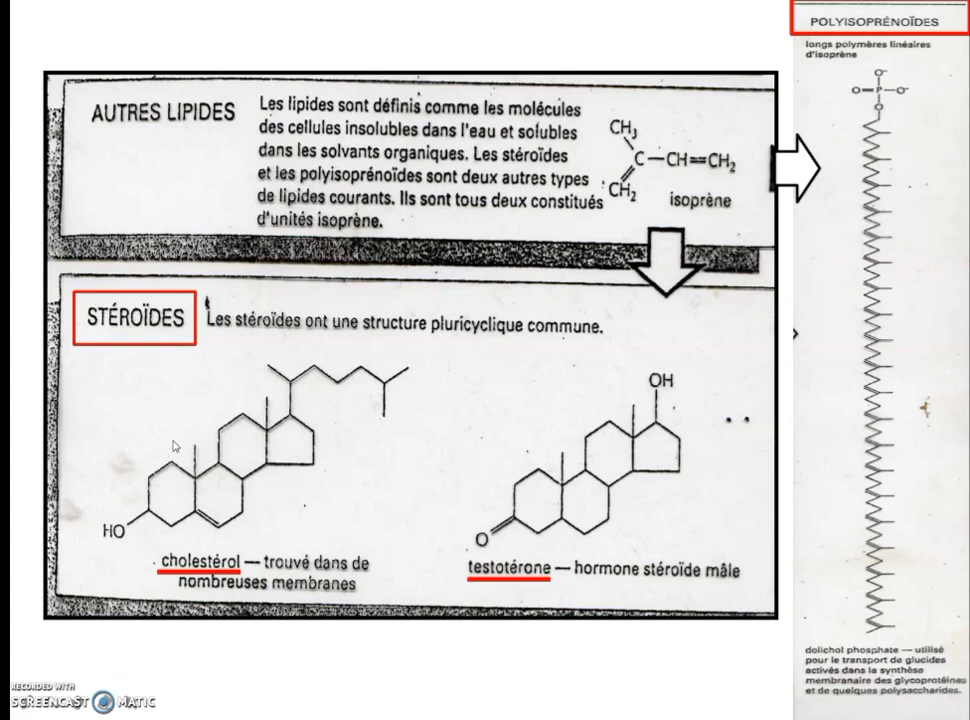 POLYISOPRÉNOÏDES
longs polymères linéaires
d'isoprène
O⁻
O=P—O⁻
O
AUTRES LIPIDES
Les lipides sont définis comme les molécules
des cellules insolubles dans l'eau et solubles
dans les solvants organiques. Les stéroïdes
et les polyisoprénoïdes sont deux autres types
de lipides courants. Ils sont tous deux constitués
d'unités isoprène.
CH₃
C—CH=CH₂
CH₂
isoprène
STÉROÏDES
Les stéroïdes ont une structure pluricyclique commune.
OH
HO
O
cholestérol — trouvé dans de
nombreuses membranes
testotérone — hormone stéroïde mâle
dolichol phosphate — utilisé
pour le transport de glucides
activés dans la synthèse
membranaire des glycoprotéines
et de quelques polysaccharides.
RECORDED WITH
SCREENCAST MATIC